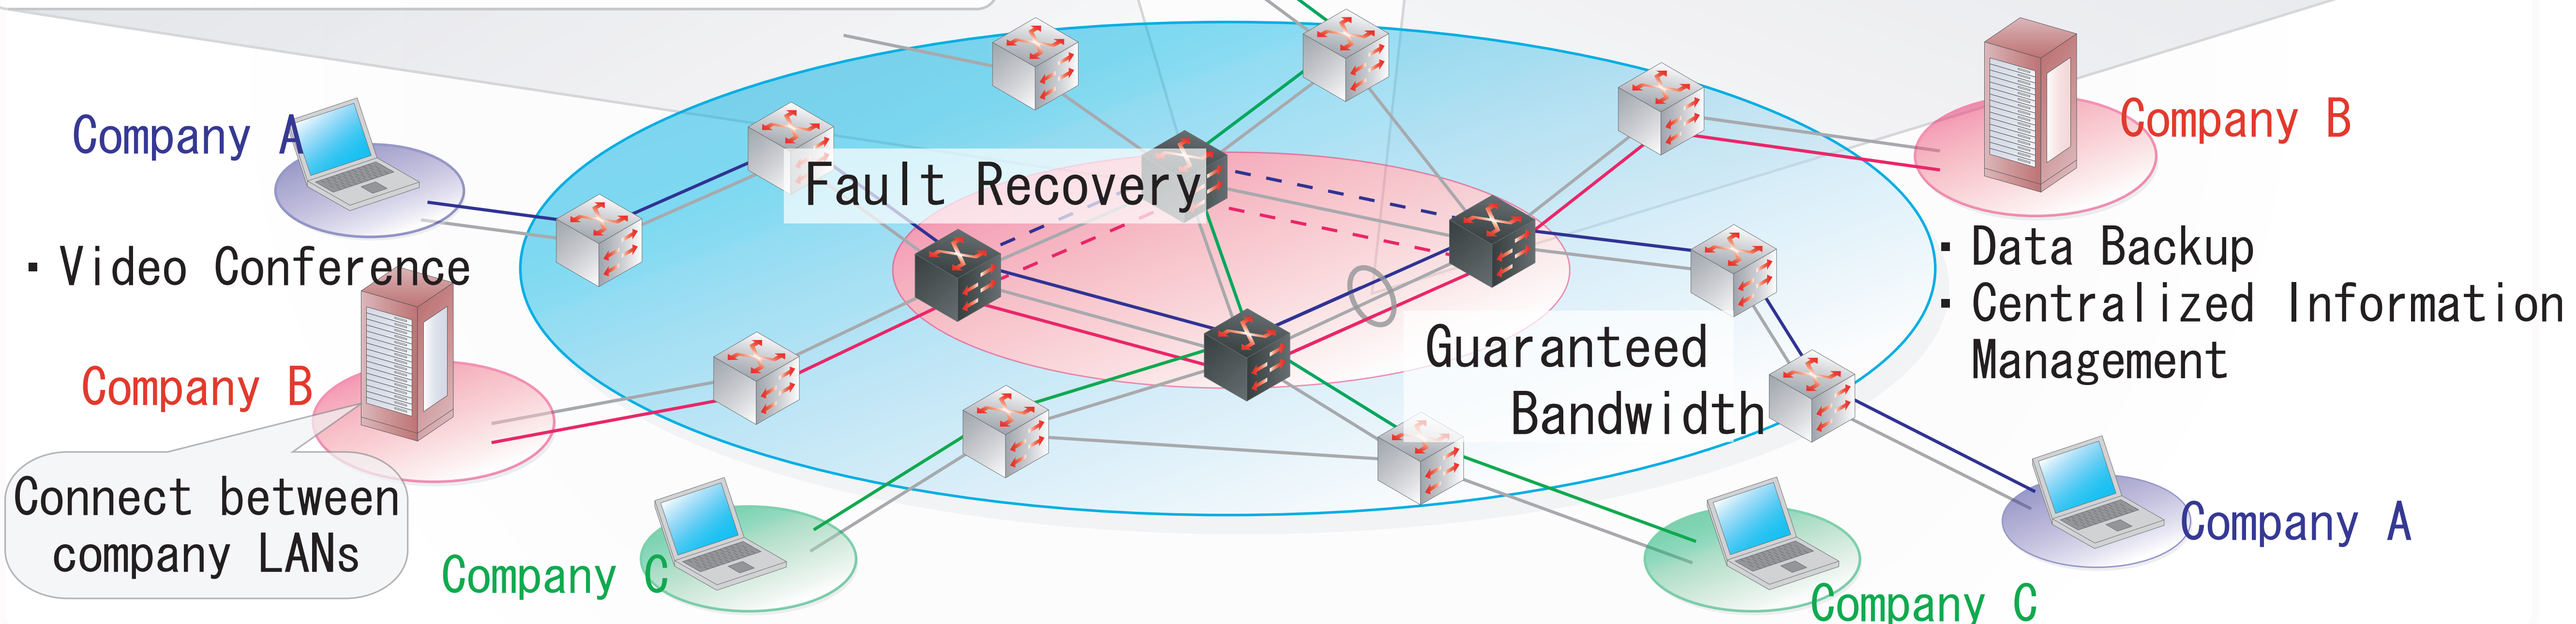 Company A
・Video Conference
Company B
Connect between
company LANs
Company C
Fault Recovery
Guaranteed
Bandwidth
Company B
・Data Backup
・Centralized Information
Management
Company A
Company C